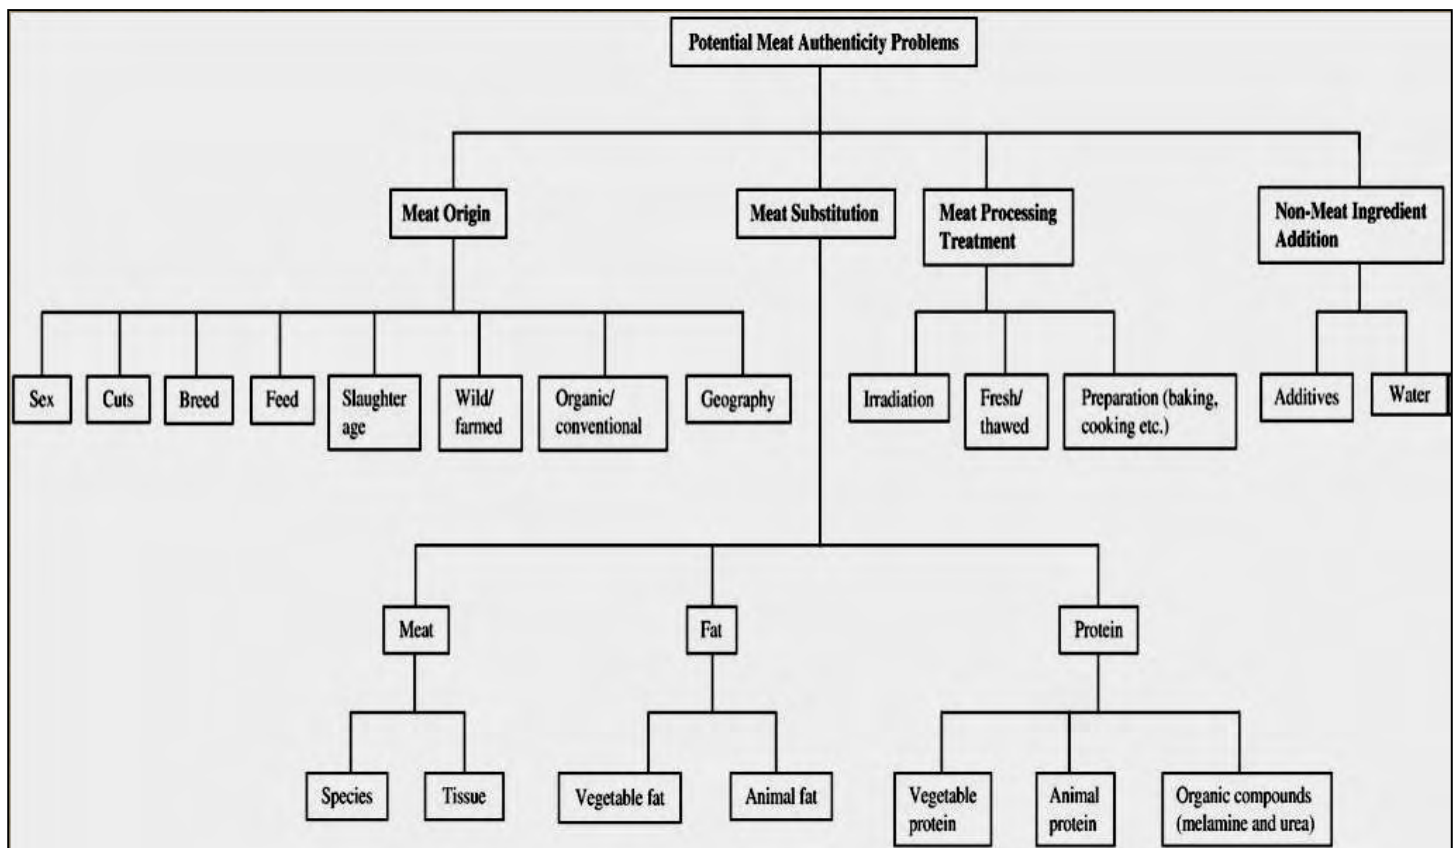 Potential Meat Authenticity Problems
Meat Origin
Meat Substitution
Meat Processing
Treatment
Non-Meat Ingredient
Addition
Sex
Cuts
Breed
Feed
Slaughter
age
Wild/
farmed
Organic/
conventional
Geography
Irradiation
Fresh/
thawed
Preparation (baking,
cooking etc.)
Additives
Water
Meat
Fat
Protein
Species
Tissue
Vegetable fat
Animal fat
Vegetable
protein
Animal
protein
Organic compounds
(melamine and urea)